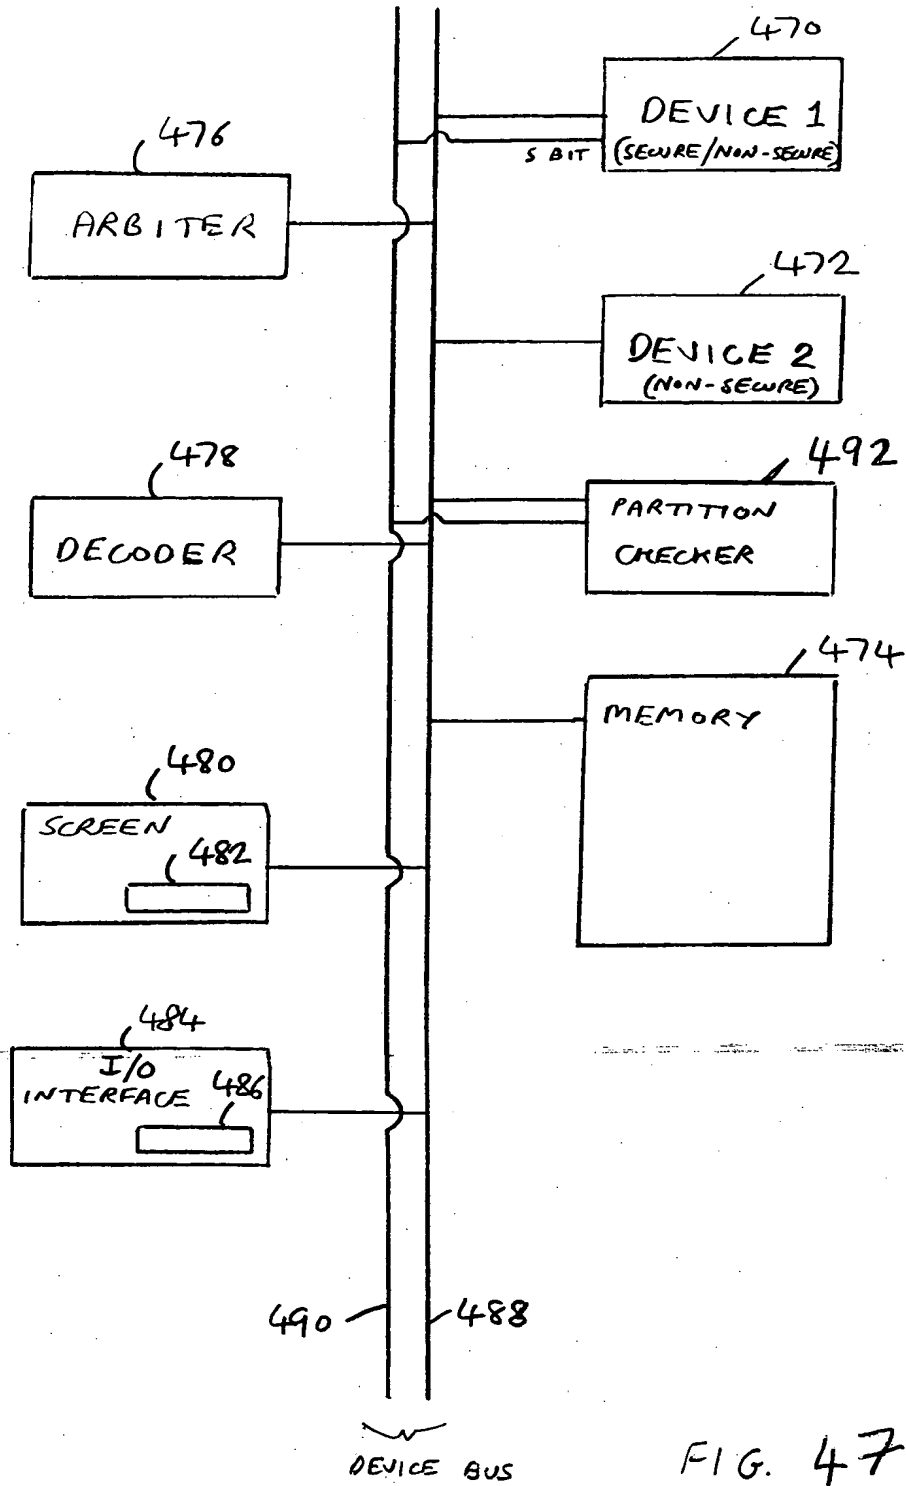 470
DEVICE 1
(SECURE/NON-SECURE)
S BIT
476
ARBITER
472
DEVICE 2
(NON-SECURE)
478
DECODER
492
PARTITION
CHECKER
474
MEMORY
480
SCREEN
482
484
I/O
INTERFACE
486
490
488
DEVICE BUS
FIG. 47